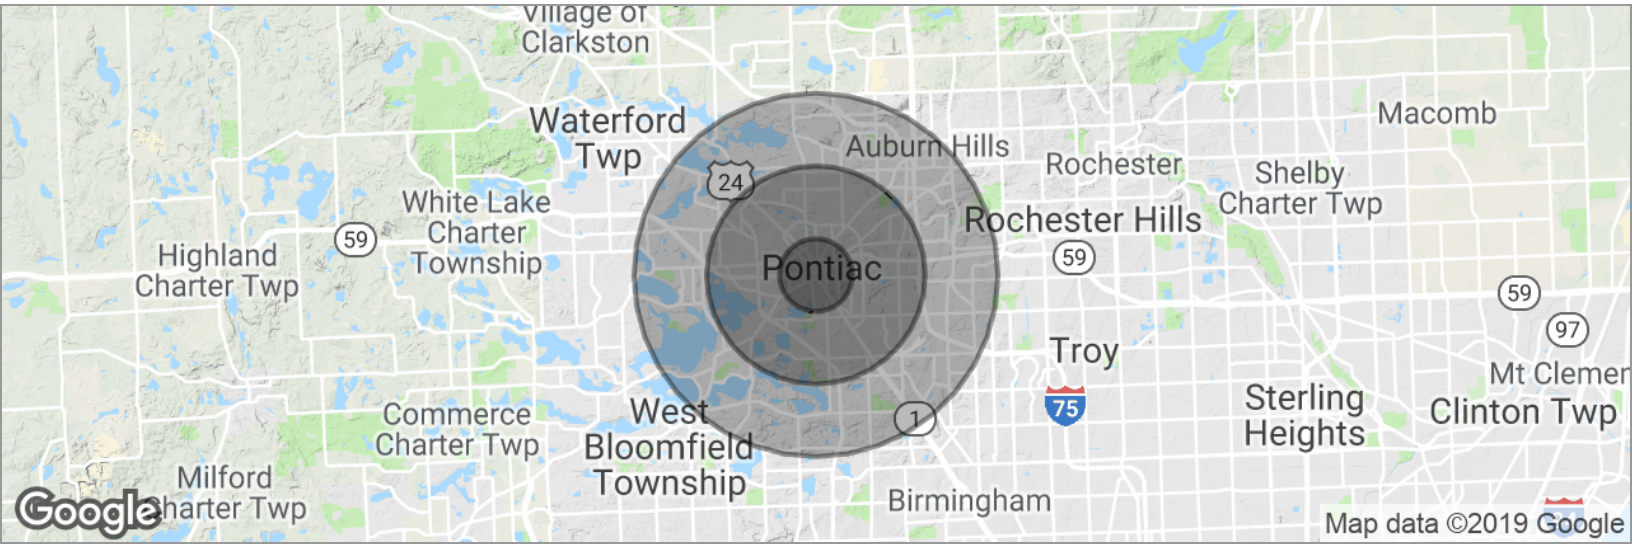 Village of
Clarkston
Waterford
Twp
24
Auburn Hills
Rochester
Macomb
Shelby
Charter Twp
White Lake
Charter
Township
59
Highland
Charter Twp
Pontiac
Rochester Hills
59
59
97
Troy
75
Mt Clemen
Clinton Twp
Sterling
Heights
Commerce
Charter Twp
West
Bloomfield
Township
1
Milford
Charter Twp
Birmingham
Google
Map data ©2019 Google